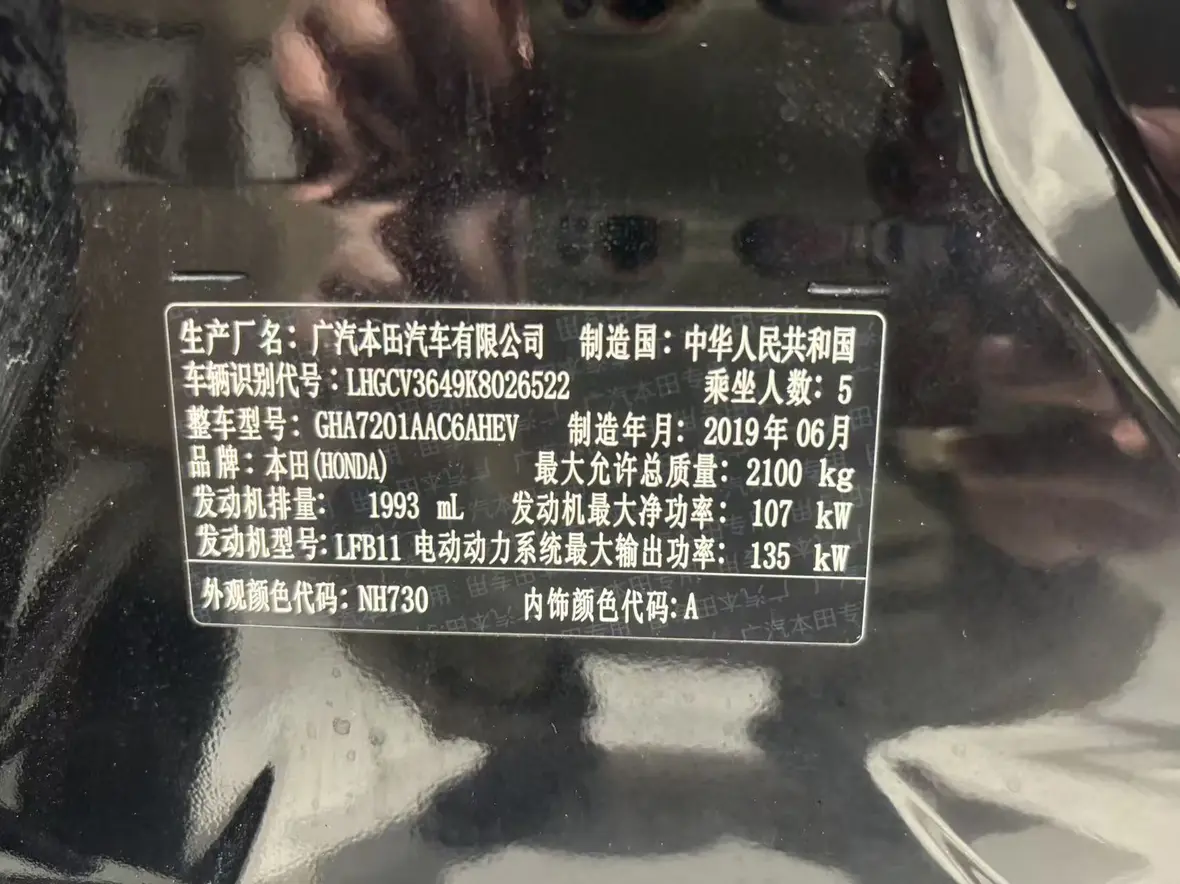 生产厂名：广汽本田汽车有限公司 制造国：中华人民共和国
车辆识别代号：LHGCV3649K8026522 乘坐人数：5
整车型号：GHA7201AAC6AHEV 制造年月：2019年06月
品牌：本田(HONDA) 最大允许总质量：2100 kg
发动机排量： 1993 mL 发动机最大净功率：107 kW
发动机型号：LFB11 电动动力系统最大输出功率：135 kW
外观颜色代码：NH730 内饰颜色代码：A